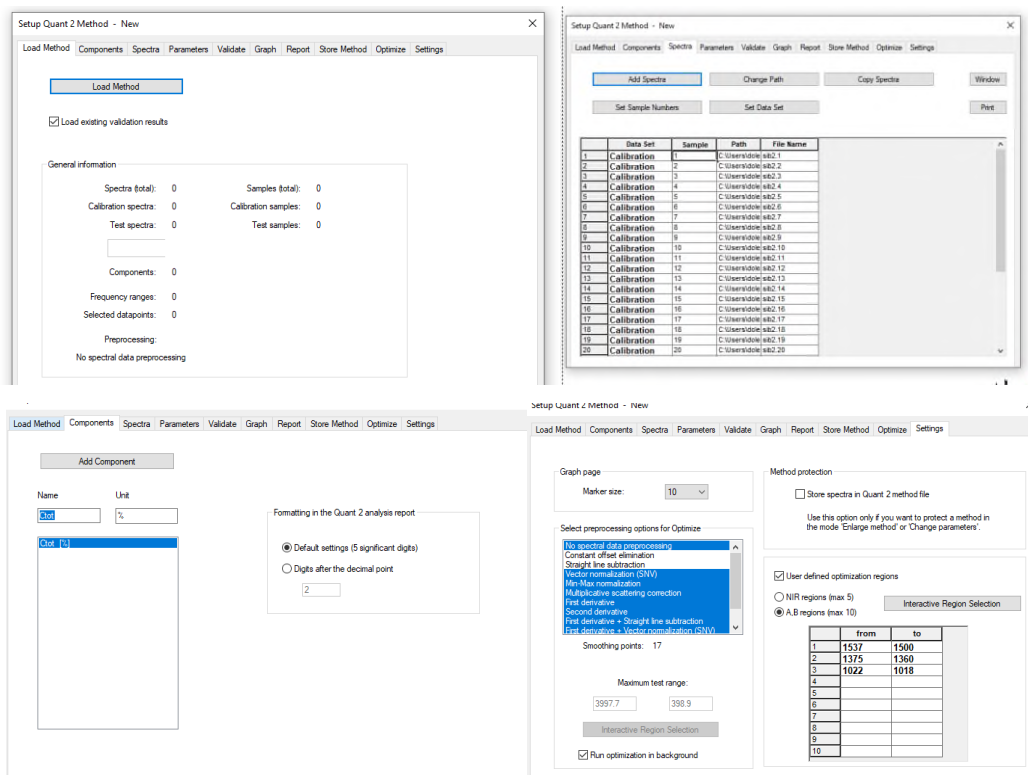 Setup Quant 2 Method - New
Load Method Components Spectra Parameters Validate Graph Report Store Method Optimize Settings
Load Method
Load existing validation results
General information
Spectra (total): 0 Samples (total): 0
Calibration spectra: 0 Calibration samples: 0
Test spectra: 0 Test samples: 0
Components: 0
Frequency ranges: 0
Selected datapoints: 0
Preprocessing:
No spectral data preprocessing
Setup Quant 2 Method - New
Load Method Components Spectra Parameters Validate Graph Report Store Method Optimize Settings
Add Spectra Change Path Copy Spectra Window
Set Sample Numbers Set Data Set Print
Data Set Sample Path File Name
1 Calibration 1 C:\Users\dole sib2.1
2 Calibration 2 C:\Users\dole sib2.2
3 Calibration 3 C:\Users\dole sib2.3
4 Calibration 4 C:\Users\dole sib2.4
5 Calibration 5 C:\Users\dole sib2.5
6 Calibration 6 C:\Users\dole sib2.6
7 Calibration 7 C:\Users\dole sib2.7
8 Calibration 8 C:\Users\dole sib2.8
9 Calibration 9 C:\Users\dole sib2.9
10 Calibration 10 C:\Users\dole sib2.10
11 Calibration 11 C:\Users\dole sib2.11
12 Calibration 12 C:\Users\dole sib2.12
13 Calibration 13 C:\Users\dole sib2.13
14 Calibration 14 C:\Users\dole sib2.14
15 Calibration 15 C:\Users\dole sib2.15
16 Calibration 16 C:\Users\dole sib2.16
17 Calibration 17 C:\Users\dole sib2.17
18 Calibration 18 C:\Users\dole sib2.18
19 Calibration 19 C:\Users\dole sib2.19
20 Calibration 20 C:\Users\dole sib2.20
Load Method Components Spectra Parameters Validate Graph Report Store Method Optimize Settings
Add Component
Name Unit
Ctot %
Ctot [%]
Formatting in the Quant 2 analysis report
Default settings (5 significant digits)
Digits after the decimal point
2
Setup Quant 2 Method - New
Load Method Components Spectra Parameters Validate Graph Report Store Method Optimize Settings
Graph page
Marker size: 10
Select preprocessing options for Optimize
No spectral data preprocessing
Constant offset elimination
Straight line subtraction
Vector normalization (SNV)
Min-Max normalization
Multiplicative scattering correction
First derivative
Second derivative
First derivative + Straight line subtraction
First derivative + Vector normalization (SNV)
Smoothing points: 17
Maximum test range:
3997.7 398.9
Interactive Region Selection
Run optimization in background
Method protection
Store spectra in Quant 2 method file
Use this option only if you want to protect a method in
the mode 'Enlarge method' or 'Change parameters'.
User defined optimization regions
NIR regions (max 5)
A,B regions (max 10)
Interactive Region Selection
from to
1 1537 1500
2 1375 1360
3 1022 1018
4
5
6
7
8
9
10